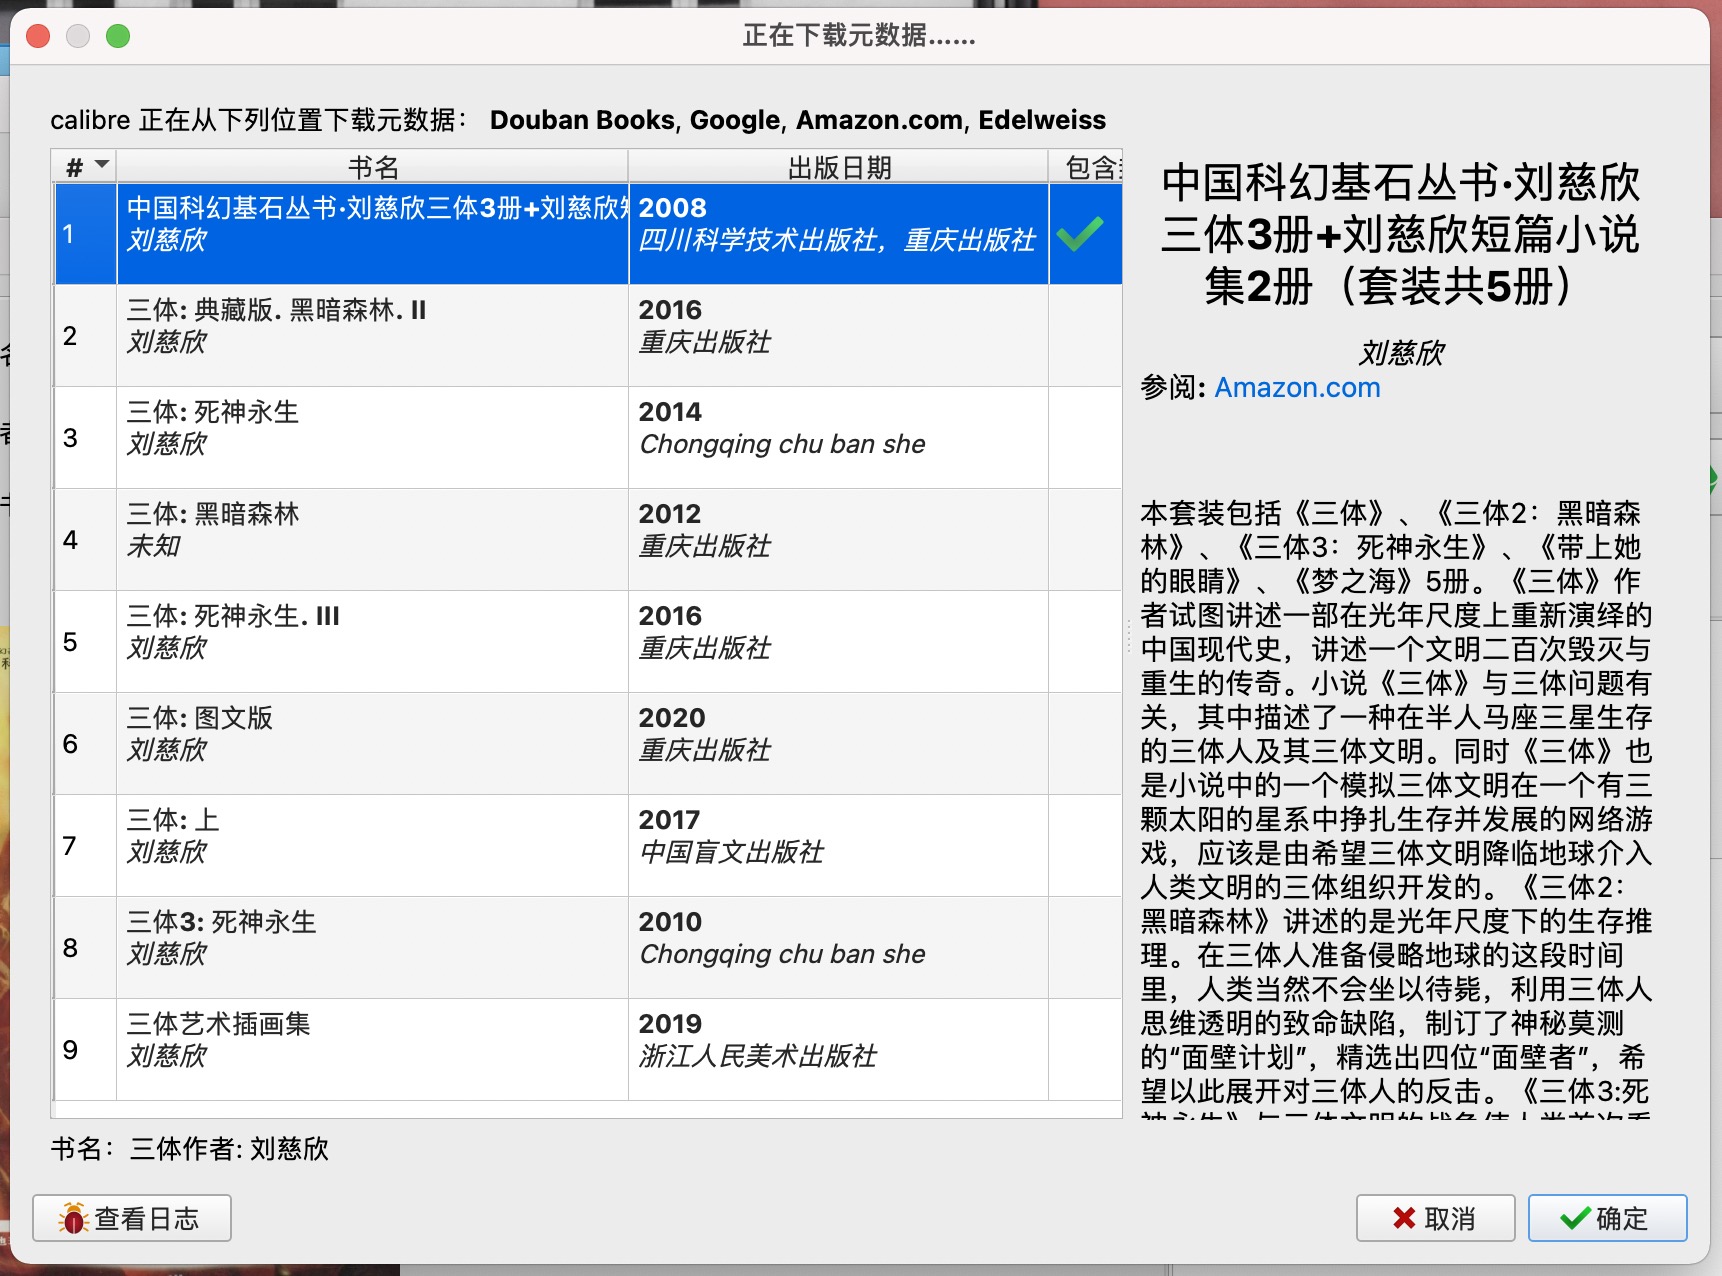 正在下载元数据……
calibre 正在从下列位置下载元数据： Douban Books, Google, Amazon.com, Edelweiss
# 书名 出版日期 包含
1
中国科幻基石丛书·刘慈欣三体3册+刘慈欣
刘慈欣
2008
四川科学技术出版社，重庆出版社
2
三体: 典藏版. 黑暗森林. II
刘慈欣
2016
重庆出版社
3
三体: 死神永生
刘慈欣
2014
Chongqing chu ban she
4
三体: 黑暗森林
未知
2012
重庆出版社
5
三体: 死神永生. III
刘慈欣
2016
重庆出版社
6
三体: 图文版
刘慈欣
2020
重庆出版社
7
三体: 上
刘慈欣
2017
中国盲文出版社
8
三体3: 死神永生
刘慈欣
2010
Chongqing chu ban she
9
三体艺术插画集
刘慈欣
2019
浙江人民美术出版社
中国科幻基石丛书·刘慈欣
三体3册+刘慈欣短篇小说
集2册（套装共5册）
刘慈欣
参阅: Amazon.com
本套装包括《三体》、《三体2：黑暗森
林》、《三体3：死神永生》、《带上她
的眼睛》、《梦之海》5册。《三体》作
者试图讲述一部在光年尺度上重新演绎的
中国现代史，讲述一个文明二百次毁灭与
重生的传奇。小说《三体》与三体问题有
关，其中描述了一种在半人马座三星生存
的三体人及其三体文明。同时《三体》也
是小说中的一个模拟三体文明在一个有三
颗太阳的星系中挣扎生存并发展的网络游
戏，应该是由希望三体文明降临地球介入
人类文明的三体组织开发的。《三体2：
黑暗森林》讲述的是光年尺度下的生存推
理。在三体人准备侵略地球的这段时间
里，人类当然不会坐以待毙，利用三体人
思维透明的致命缺陷，制订了神秘莫测
的“面壁计划”，精选出四位“面壁者”，希
望以此展开对三体人的反击。《三体3:死
书名：三体作者: 刘慈欣
查看日志
取消
确定